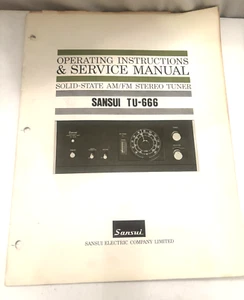 OPERATING INSTRUCTIONS
& SERVICE MANUAL
SOLID-STATE AM/FM STEREO TUNER
SANSUI TU-666
Sansui
SANSUI ELECTRIC COMPANY LIMITED